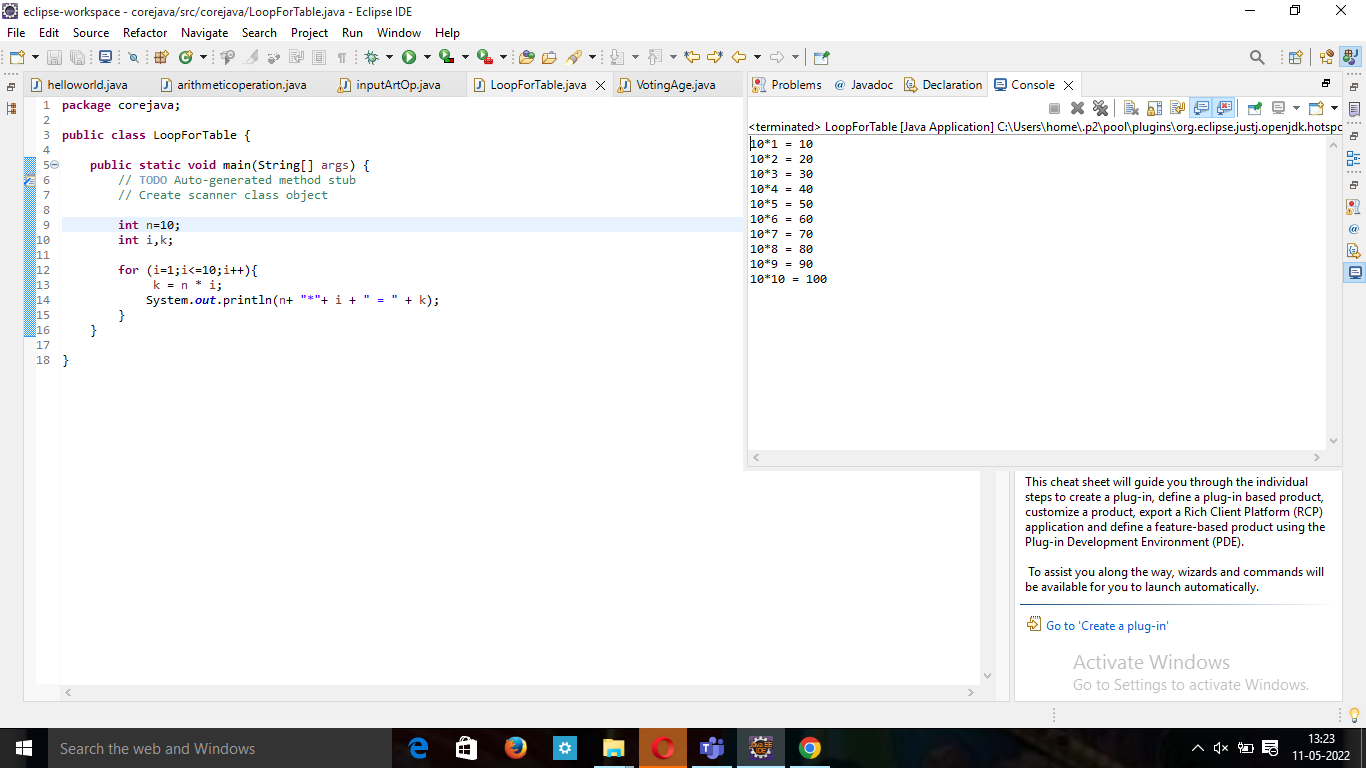 eclipse-workspace - corejava/src/corejava/LoopForTable.java - Eclipse IDE
File Edit Source Refactor Navigate Search Project Run Window Help
helloworld.java arithmeticoperation.java inputArtOp.java LoopForTable.java VotingAge.java
1 package corejava;
2
3 public class LoopForTable {
4
5 public static void main(String[] args) {
6 // TODO Auto-generated method stub
7 // Create scanner class object
8
9 int n=10;
10 int i,k;
11
12 for (i=1;i<=10;i++){
13 k = n * i;
14 System.out.println(n+ "*"+ i + " = " + k);
15 }
16 }
17
18 }
Problems @ Javadoc Declaration Console
<terminated> LoopForTable [Java Application] C:\Users\home\.p2\pool\plugins\org.eclipse.justj.openjdk.hotspc
10*1 = 10
10*2 = 20
10*3 = 30
10*4 = 40
10*5 = 50
10*6 = 60
10*7 = 70
10*8 = 80
10*9 = 90
10*10 = 100
This cheat sheet will guide you through the individual
steps to create a plug-in, define a plug-in based product,
customize a product, export a Rich Client Platform (RCP)
application and define a feature-based product using the
Plug-in Development Environment (PDE).
To assist you along the way, wizards and commands will
be available for you to launch automatically.
Go to 'Create a plug-in'
Activate Windows
Go to Settings to activate Windows.
Search the web and Windows
13:23
11-05-2022